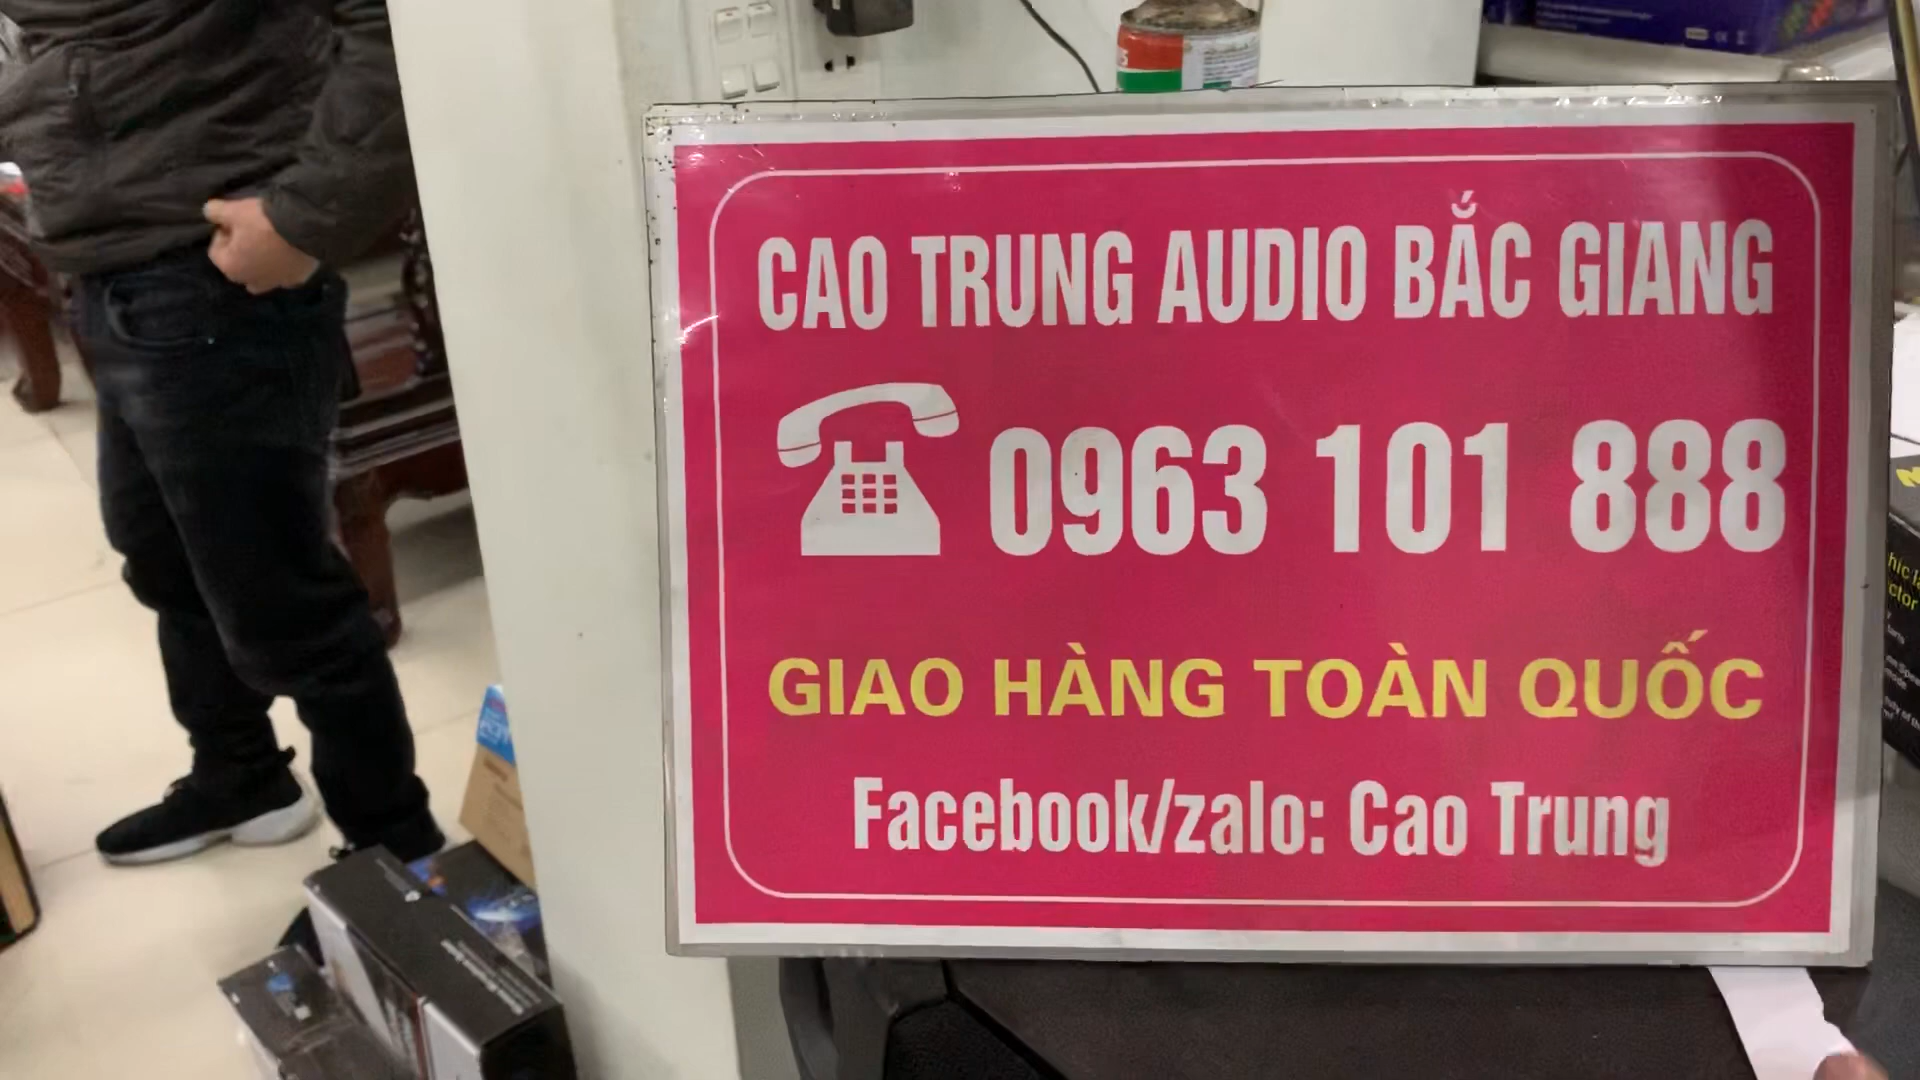 CAO TRUNG AUDIO BẮC GIANG
0963 101 888
GIAO HÀNG TOÀN QUỐC
Facebook/zalo: Cao Trung